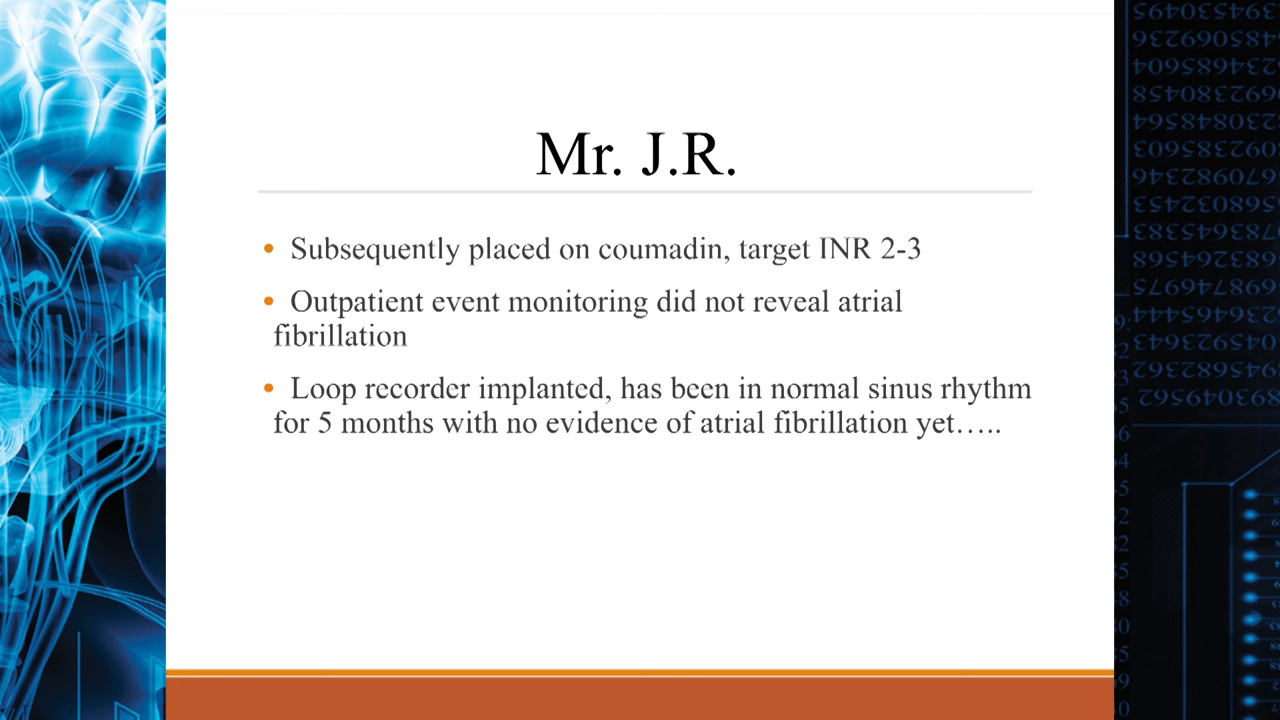 Mr. J.R.
• Subsequently placed on coumadin, target INR 2-3
• Outpatient event monitoring did not reveal atrial
fibrillation
• Loop recorder implanted, has been in normal sinus rhythm
for 5 months with no evidence of atrial fibrillation yet.....